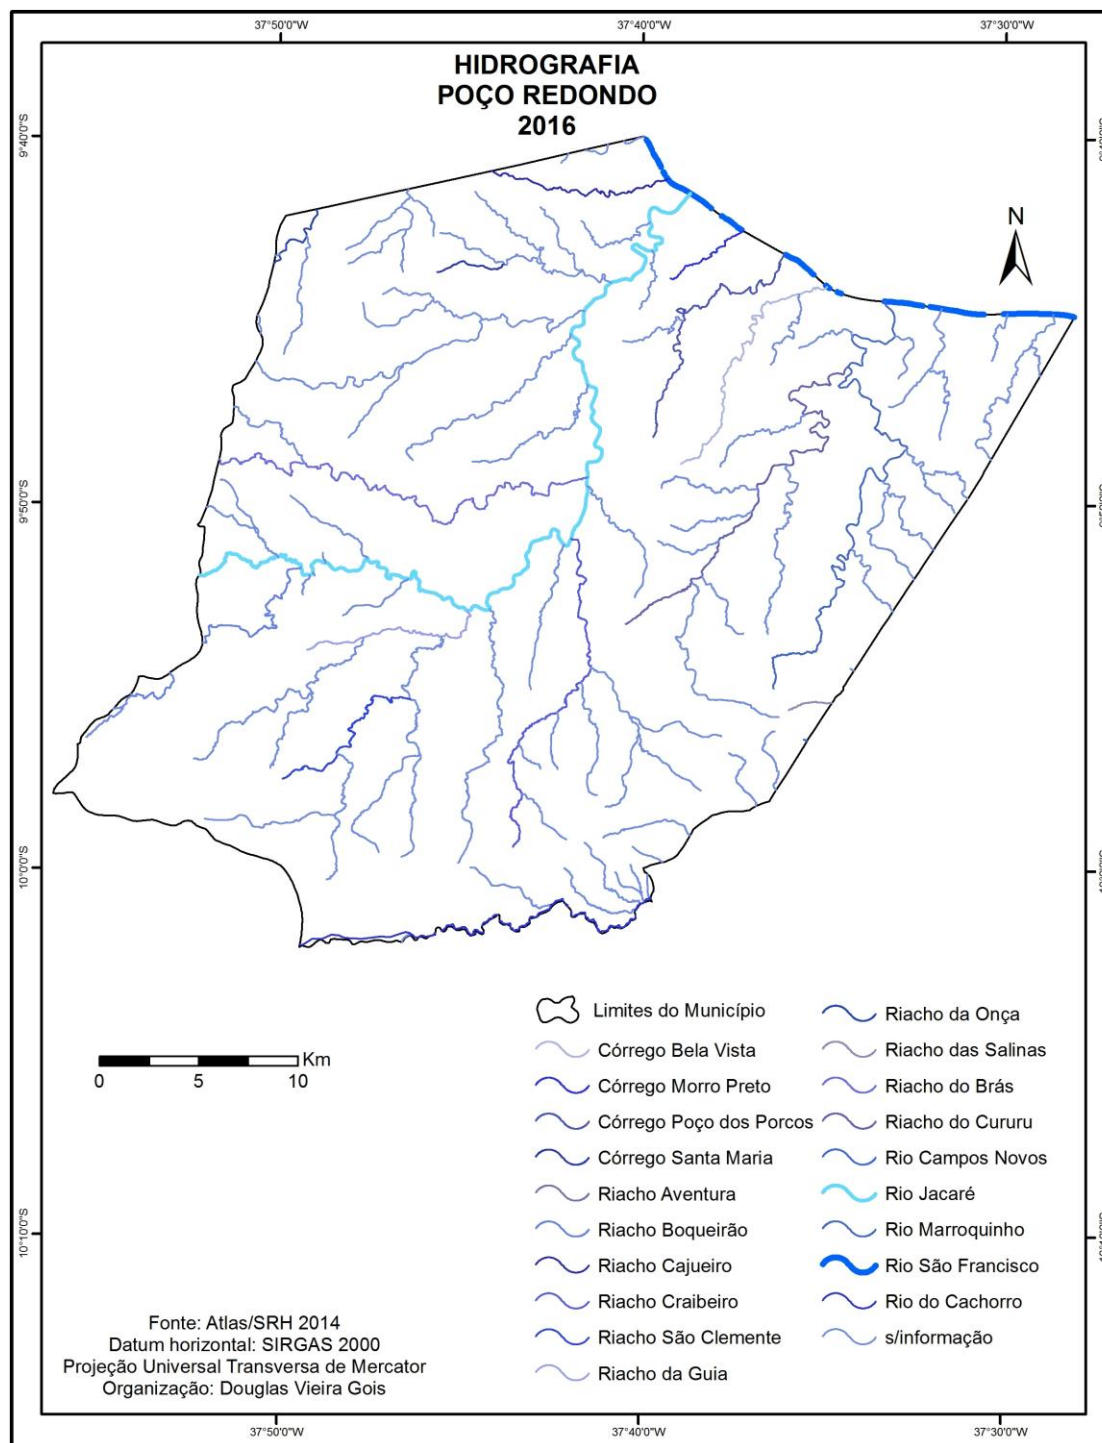 37°50'0"W
37°40'0"W
37°30'0"W
HIDROGRAFIA
POÇO REDONDO
2016
9°40'0"S
N
9°50'0"S
10°0'0"S
10°10'0"S
Km
0 5 10
Limites do Município
Córrego Bela Vista
Córrego Morro Preto
Córrego Poço dos Porcos
Córrego Santa Maria
Riacho Aventura
Riacho Boqueirão
Riacho Cajueiro
Riacho Craibeiro
Riacho São Clemente
Riacho da Guia
Riacho da Onça
Riacho das Salinas
Riacho do Brás
Riacho do Cururu
Rio Campos Novos
Rio Jacaré
Rio Marroquinho
Rio São Francisco
Rio do Cachorro
s/informação
Fonte: Atlas/SRH 2014
Datum horizontal: SIRGAS 2000
Projeção Universal Transversa de Mercator
Organização: Douglas Vieira Gois
37°50'0"W
37°40'0"W
37°30'0"W